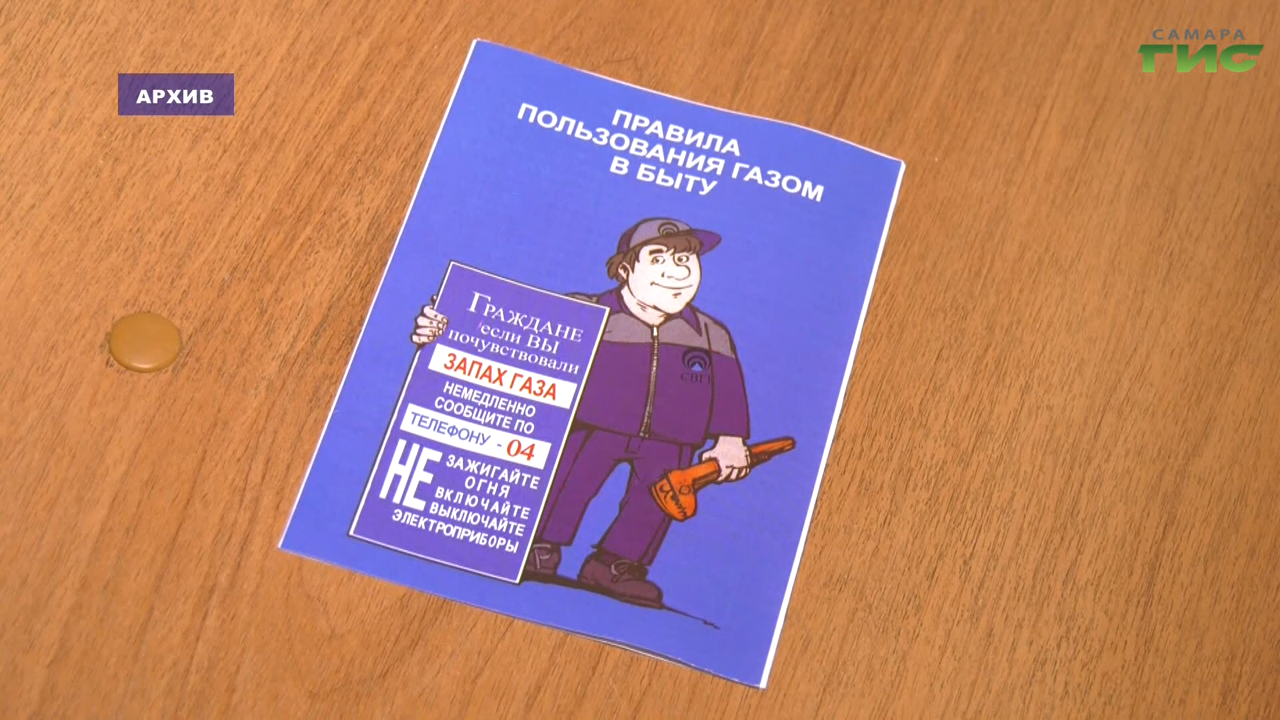 САМАРА
ГИС
АРХИВ
ПРАВИЛА
ПОЛЬЗОВАНИЯ ГАЗОМ
В БЫТУ
ГРАЖДАНЕ
/если ВЫ
почувствовали
ЗАПАХ ГАЗА
НЕМЕДЛЕННО
СООБЩИТЕ ПО
ТЕЛЕФОНУ - 04
НЕ ЗАЖИГАЙТЕ
ОГНЯ
ВКЛЮЧАЙТЕ
ВЫКЛЮЧАЙТЕ
ЭЛЕКТРОПРИБОРЫ